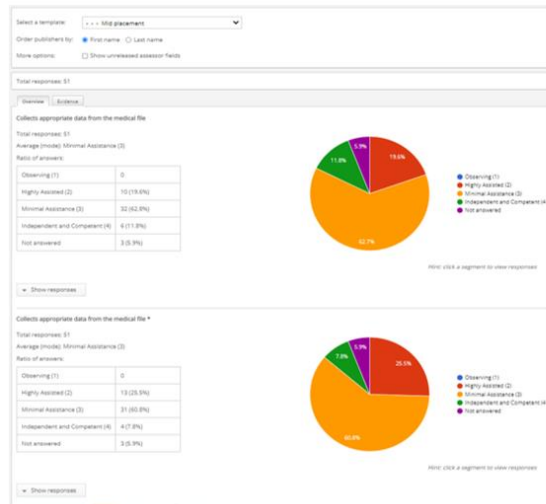 Select a template: - - - Mid placement
Order publishers by: First name Last name
More options: Show unreleased assessor fields
Total responses: 51
Overview Evidence
Collects appropriate data from the medical file
Total responses: 51
Average (mode): Minimal Assistance (3)
Ratio of answers:
Observing (1) 0
Highly Assisted (2) 10 (19.6%)
Minimal Assistance (3) 32 (62.8%)
Independent and Competent (4) 6 (11.8%)
Not answered 3 (5.9%)
5.9%
11.8%
19.6%
62.7%
Observing (1)
Highly Assisted (2)
Minimal Assistance (3)
Independent and Competent (4
Not answered
Hint: click a segment to view responses
Show responses
Collects appropriate data from the medical file *
Total responses: 51
Average (mode): Minimal Assistance (3)
Ratio of answers:
Observing (1) 0
Highly Assisted (2) 13 (25.5%)
Minimal Assistance (3) 31 (60.8%)
Independent and Competent (4) 4 (7.8%)
Not answered 3 (5.9%)
5.9%
7.8%
25.5%
60.8%
Observing (1)
Highly Assisted (2)
Minimal Assistance (3)
Independent and Competent (4
Not answered
Hint: click a segment to view responses
Show responses